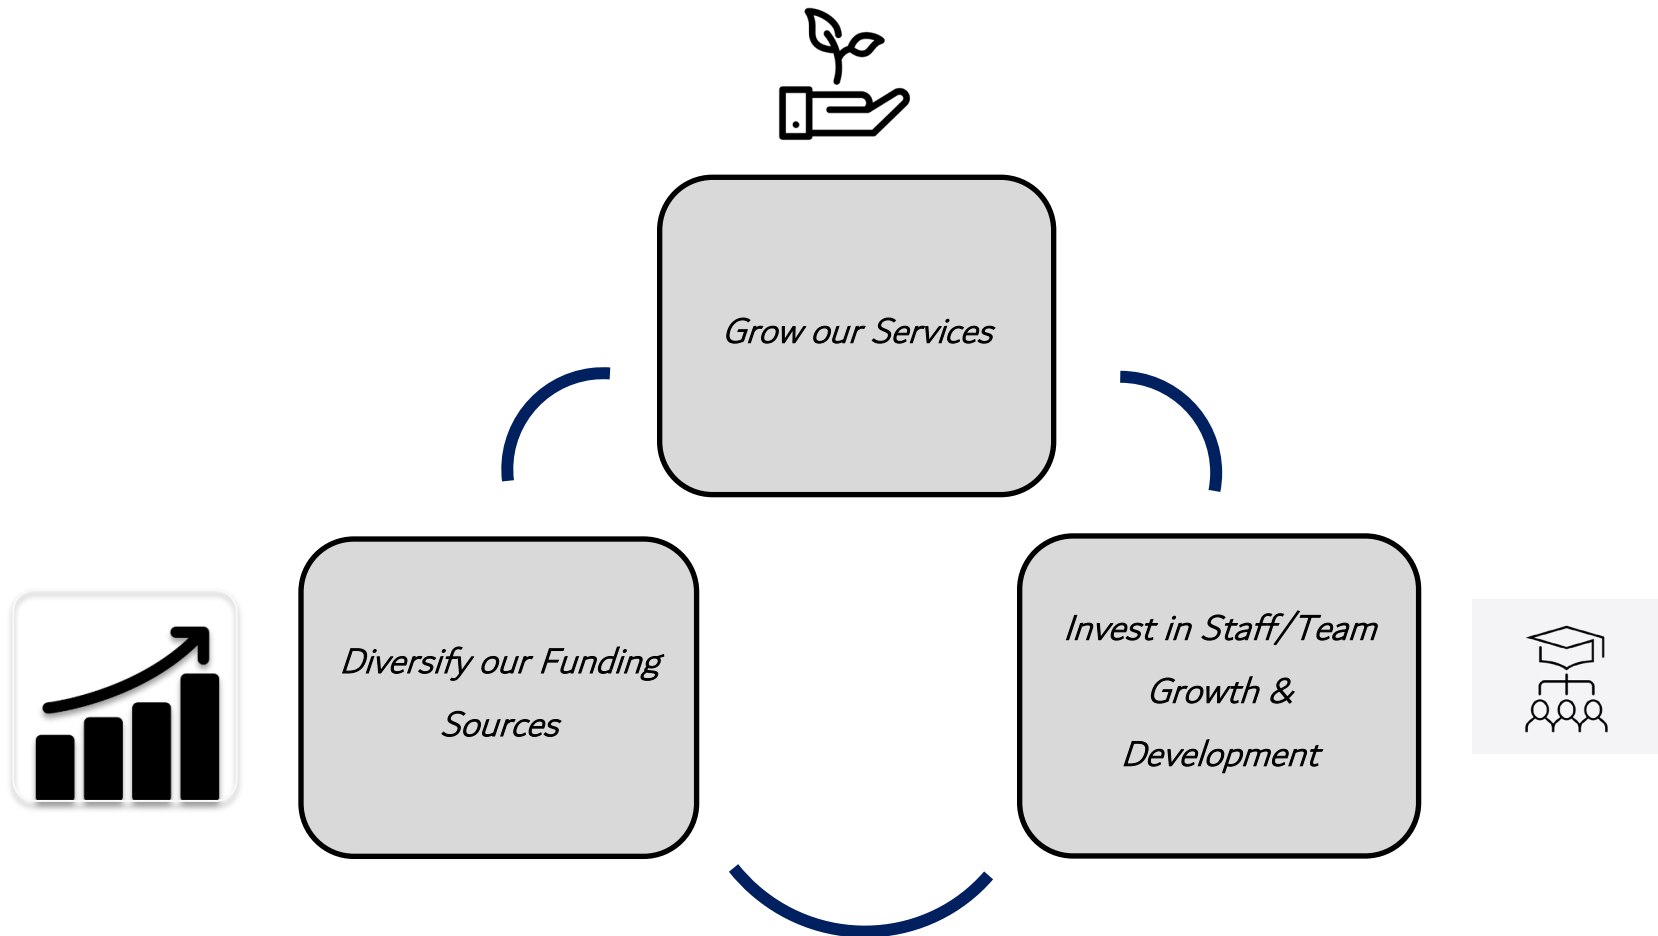 Grow our Services
Diversify our Funding
Sources
Invest in Staff/Team
Growth &
Development